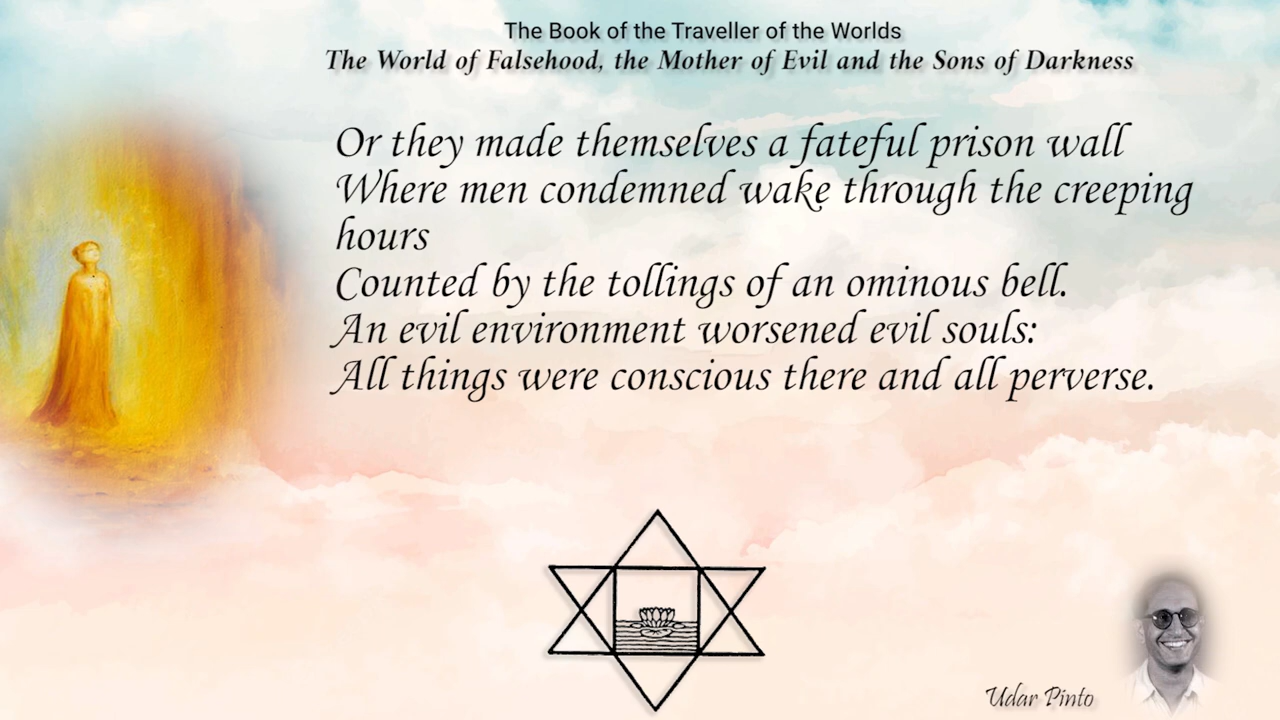 The Book of the Traveller of the Worlds
The World of Falsehood, the Mother of Evil and the Sons of Darkness
Or they made themselves a fateful prison wall
Where men condemned wake through the creeping
hours
Counted by the tollings of an ominous bell.
An evil environment worsened evil souls:
All things were conscious there and all perverse.
Udar Pinto